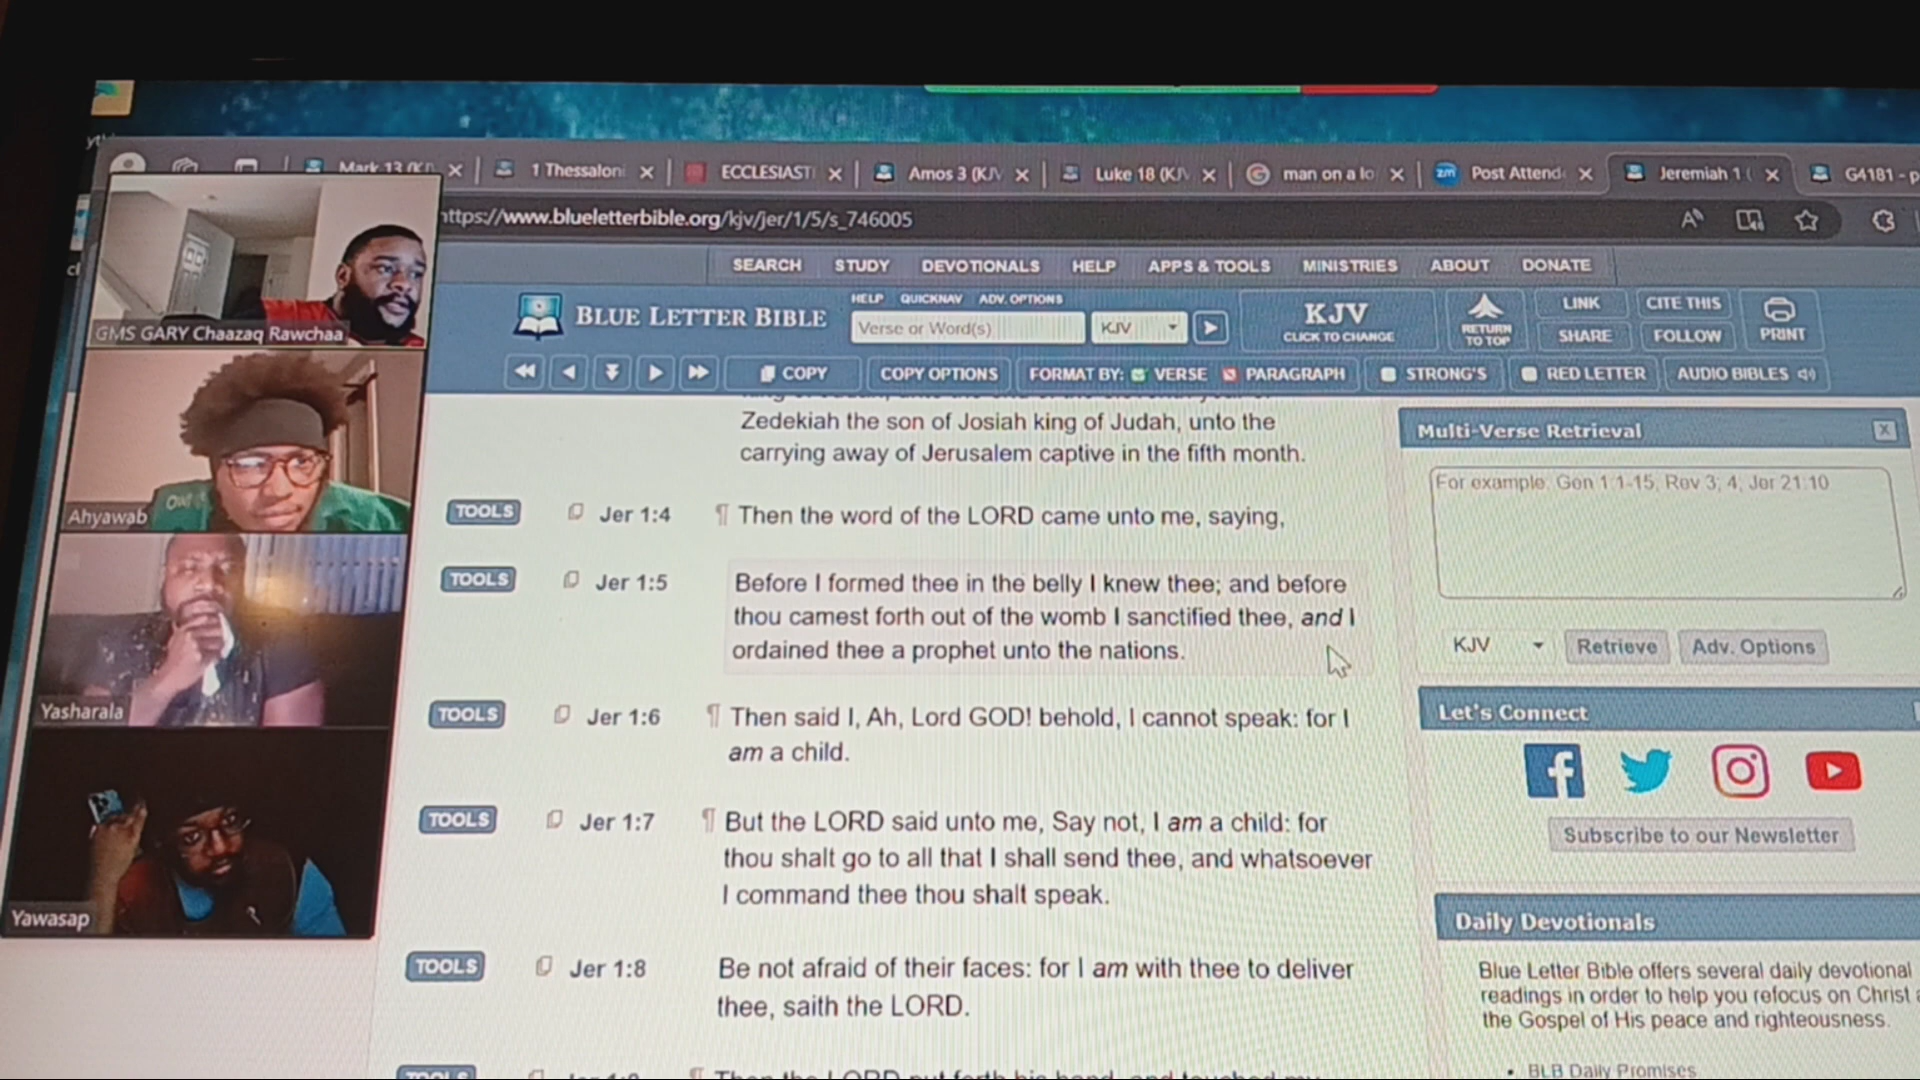 Mark 13 (KJ
1 Thessaloni
ECCLESIAST
Amos 3 (KJV
Luke 18 (KJV
man on a lo
Post Attend
Jeremiah 1 (
G4181 - p
ttps://www.blueletterbible.org/kjv/jer/1/5/s_746005
SEARCH STUDY DEVOTIONALS HELP APPS & TOOLS MINISTRIES ABOUT DONATE
BLUE LETTER BIBLE
HELP QUICKNAV ADV. OPTIONS
Verse or Word(s)
KJV
KJV
CLICK TO CHANGE
RETURN
TO TOP
LINK
CITE THIS
SHARE
FOLLOW
PRINT
COPY
COPY OPTIONS
FORMAT BY: VERSE PARAGRAPH
STRONG'S
RED LETTER
AUDIO BIBLES
GMS GARY Chaazaq Rawchaa
Ahyawab
Yasharala
Yawasap
Zedekiah the son of Josiah king of Judah, unto the
carrying away of Jerusalem captive in the fifth month.
TOOLS Jer 1:4 ¶ Then the word of the LORD came unto me, saying,
TOOLS Jer 1:5 Before I formed thee in the belly I knew thee; and before
thou camest forth out of the womb I sanctified thee, and I
ordained thee a prophet unto the nations.
TOOLS Jer 1:6 ¶ Then said I, Ah, Lord GOD! behold, I cannot speak: for I
am a child.
TOOLS Jer 1:7 ¶ But the LORD said unto me, Say not, I am a child: for
thou shalt go to all that I shall send thee, and whatsoever
I command thee thou shalt speak.
TOOLS Jer 1:8 Be not afraid of their faces: for I am with thee to deliver
thee, saith the LORD.
Multi-Verse Retrieval
For example: Gen 1:1-15; Rev 3; 4; Jer 21:10
KJV
Retrieve
Adv. Options
Let's Connect
Subscribe to our Newsletter
Daily Devotionals
Blue Letter Bible offers several daily devotional
readings in order to help you refocus on Christ
the Gospel of His peace and righteousness.
• BLB Daily Promises